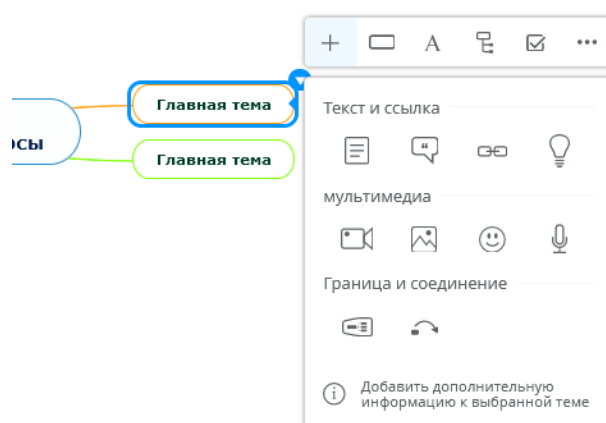 Главная тема
осы
Главная тема
A
Текст и ссылка
мультимедиа
Граница и соединение
Добавить дополнительную
информацию к выбранной теме